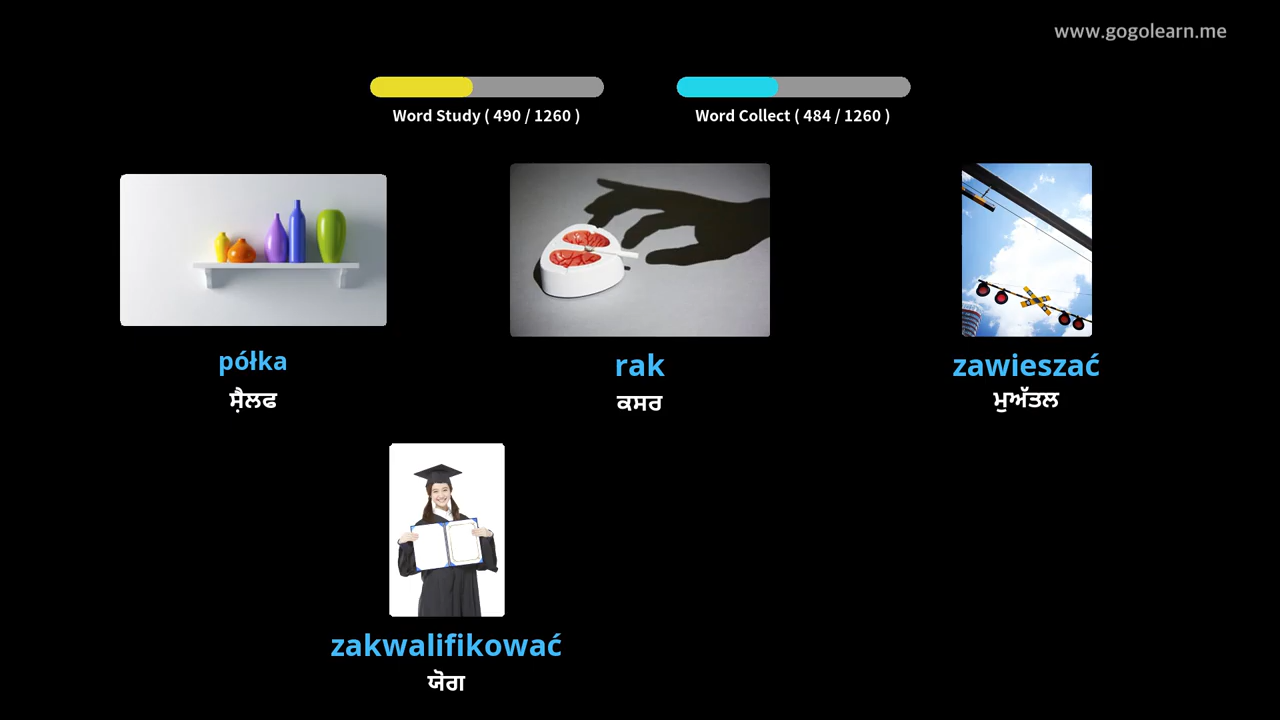 www.gogolearn.me
Word Study ( 490 / 1260 )
Word Collect ( 484 / 1260 )
półka
rak
zawieszać
ਸ਼ੈਲਫ
ਕਸਰ
ਮੁਅੱਤਲ
zakwalifikować
ਯੋਗ